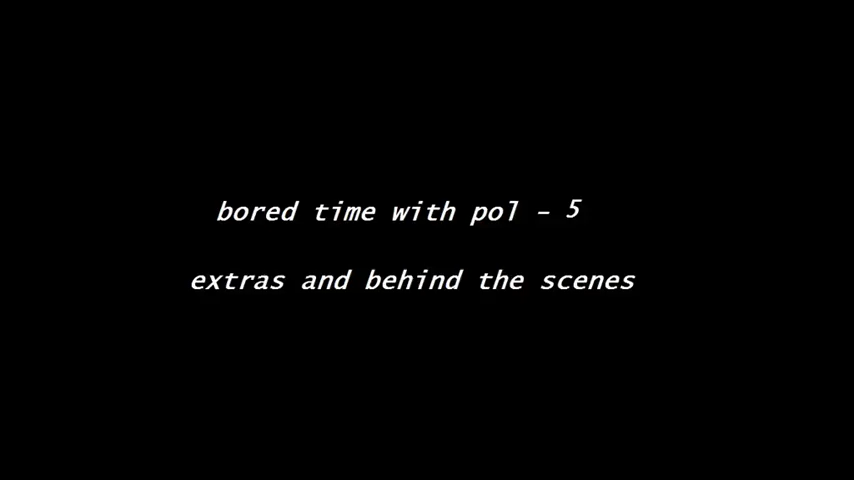 bored time with pol - 5
extras and behind the scenes